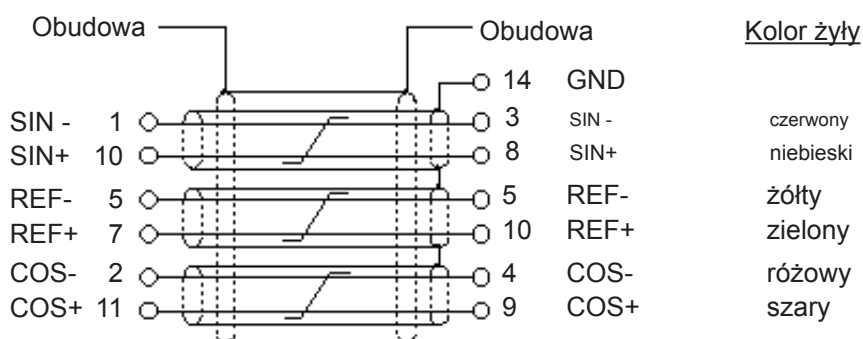 Obudowa Obudowa Kolor żyły
14 GND
SIN - 1 3 SIN - czerwony
SIN+ 10 8 SIN+ niebieski
REF- 5 5 REF- żółty
REF+ 7 10 REF+ zielony
COS- 2 4 COS- różowy
COS+ 11 9 COS+ szary